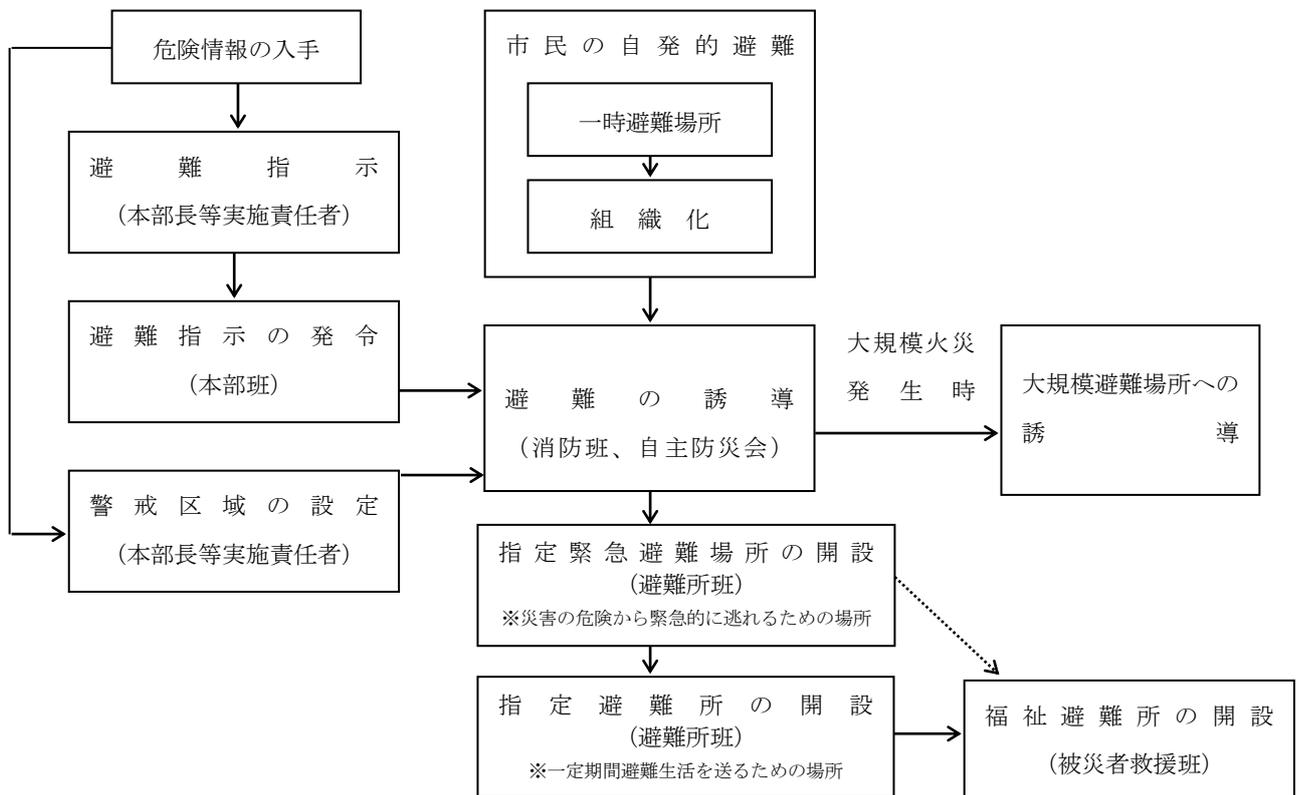 危険情報の入手
避難指示
（本部長等実施責任者）
避難指示の発令
（本部班）
警戒区域の設定
（本部長等実施責任者）
市民の自発的避難
一時避難場所
組織化
避難の誘導
（消防班、自主防災会）
大規模火災
発生時
大規模避難場所への
誘導
指定緊急避難場所の開設
（避難所班）
※災害の危険から緊急的に逃れるための場所
指定避難所の開設
（避難所班）
※一定期間避難生活を送るための場所
福祉避難所の開設
（被災者救援班）